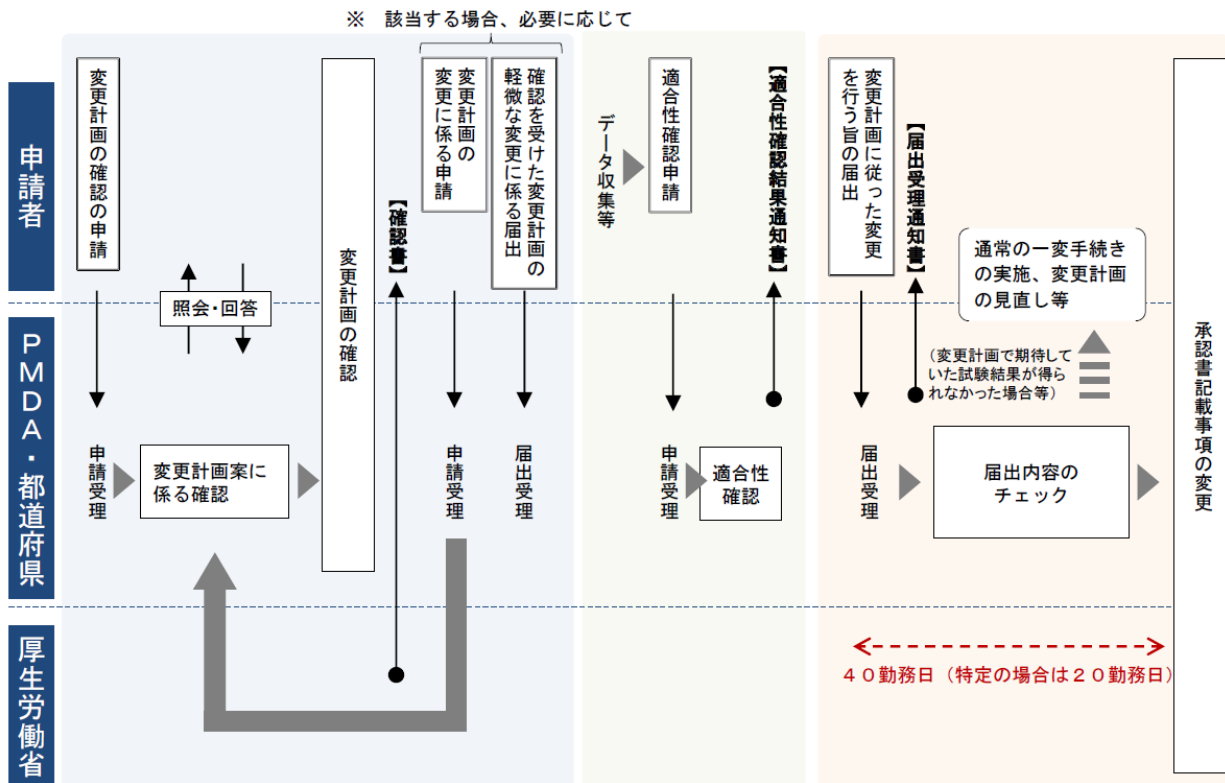 ※　該当する場合、必要に応じて
申請者
変更計画の確認の申請
照会・回答
変更計画の確認
【確認書】
変更計画の
変更に係る申請
確認を受けた変更計画の
軽微な変更に係る届出
データ収集等
適合性確認申請
【適合性確認結果通知書】
変更計画に従った変更
を行う旨の届出
【届出受理通知書】
通常の一変手続き
の実施、変更計画
の見直し等
承認書記載事項の変更
PMDA・都道府県
申請受理
変更計画案に
係る確認
申請受理
届出受理
申請受理
適合性
確認
届出受理
(変更計画で期待して
いた試験結果が得ら
れなかった場合等)
届出内容の
チェック
厚生労働省
40勤務日(特定の場合は20勤務日)